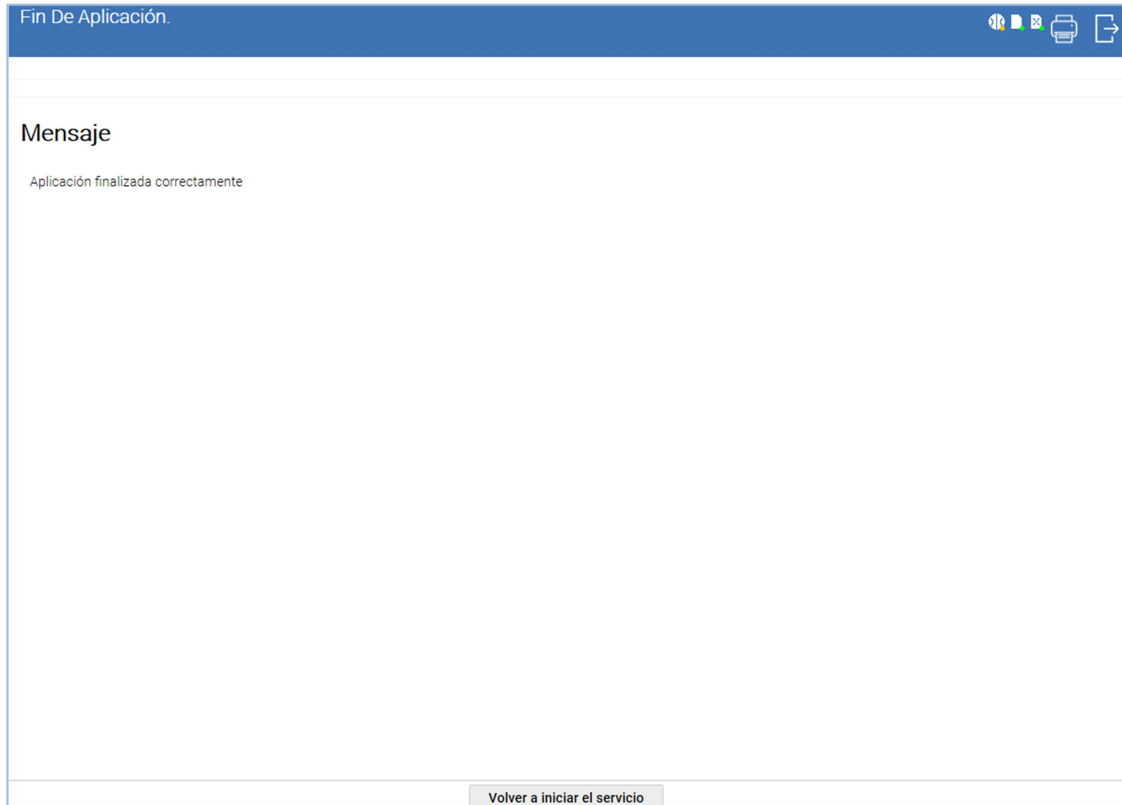 Fin De Aplicación.
Mensaje
Aplicación finalizada correctamente
Volver a iniciar el servicio